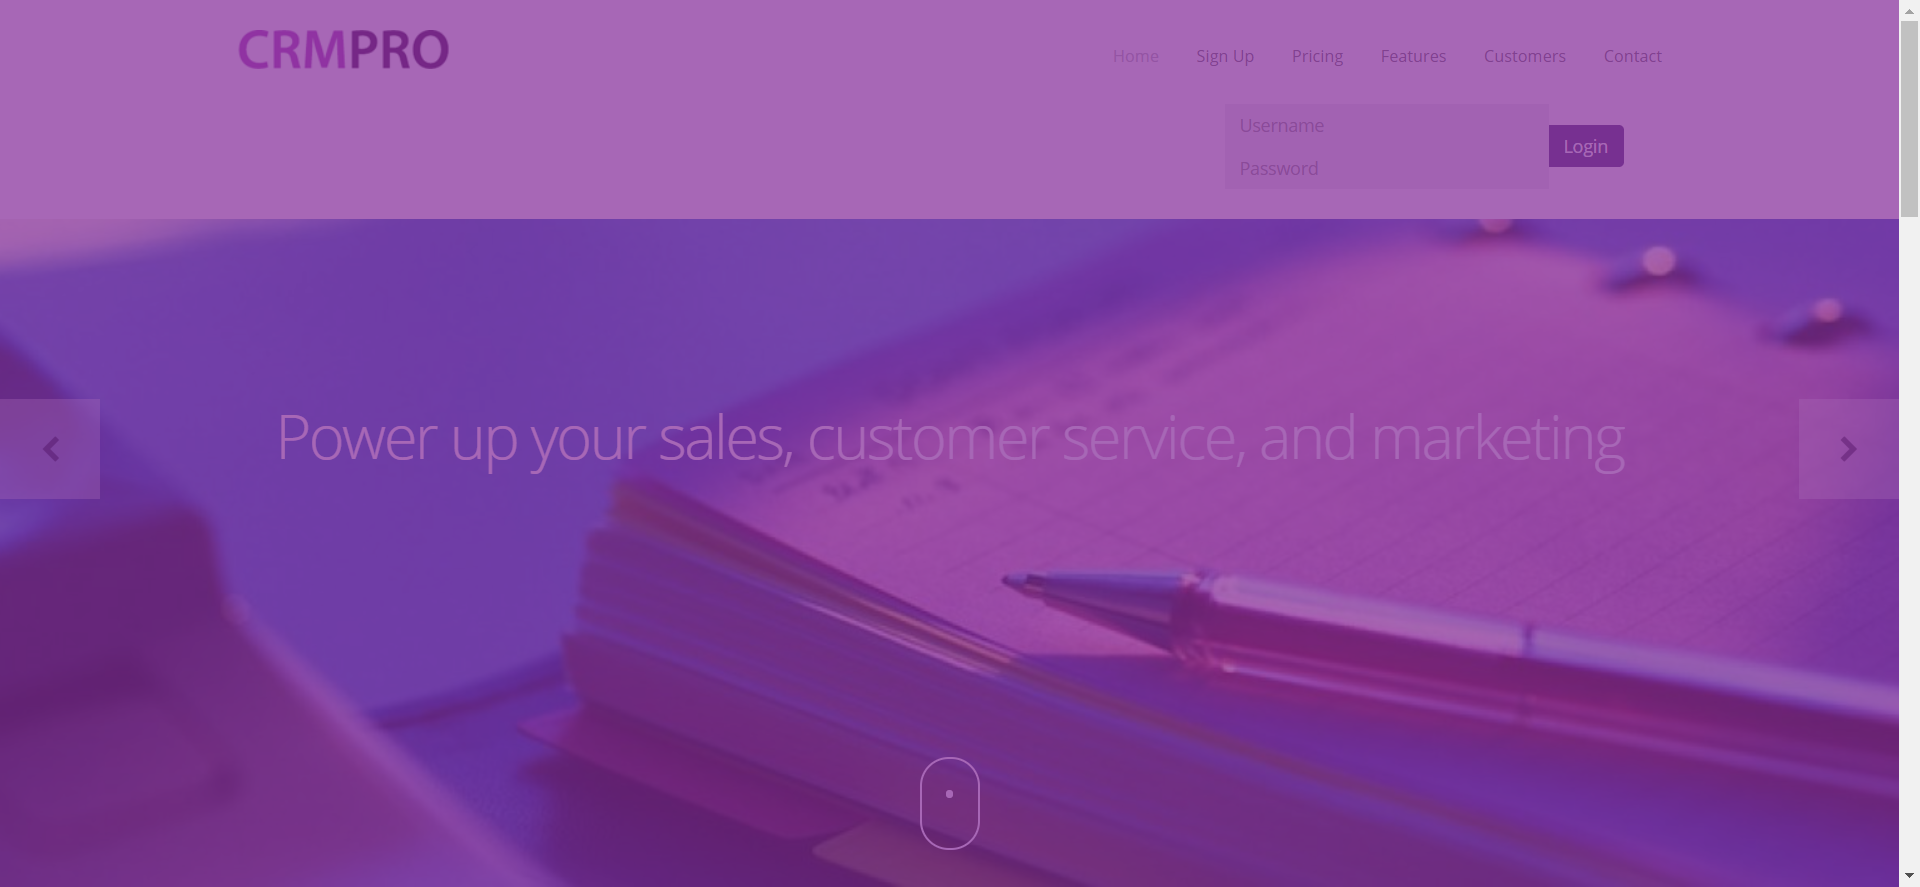 CRMPRO
Home Sign Up Pricing Features Customers Contact
Username
Login
Password
Power up your sales, customer service, and marketing